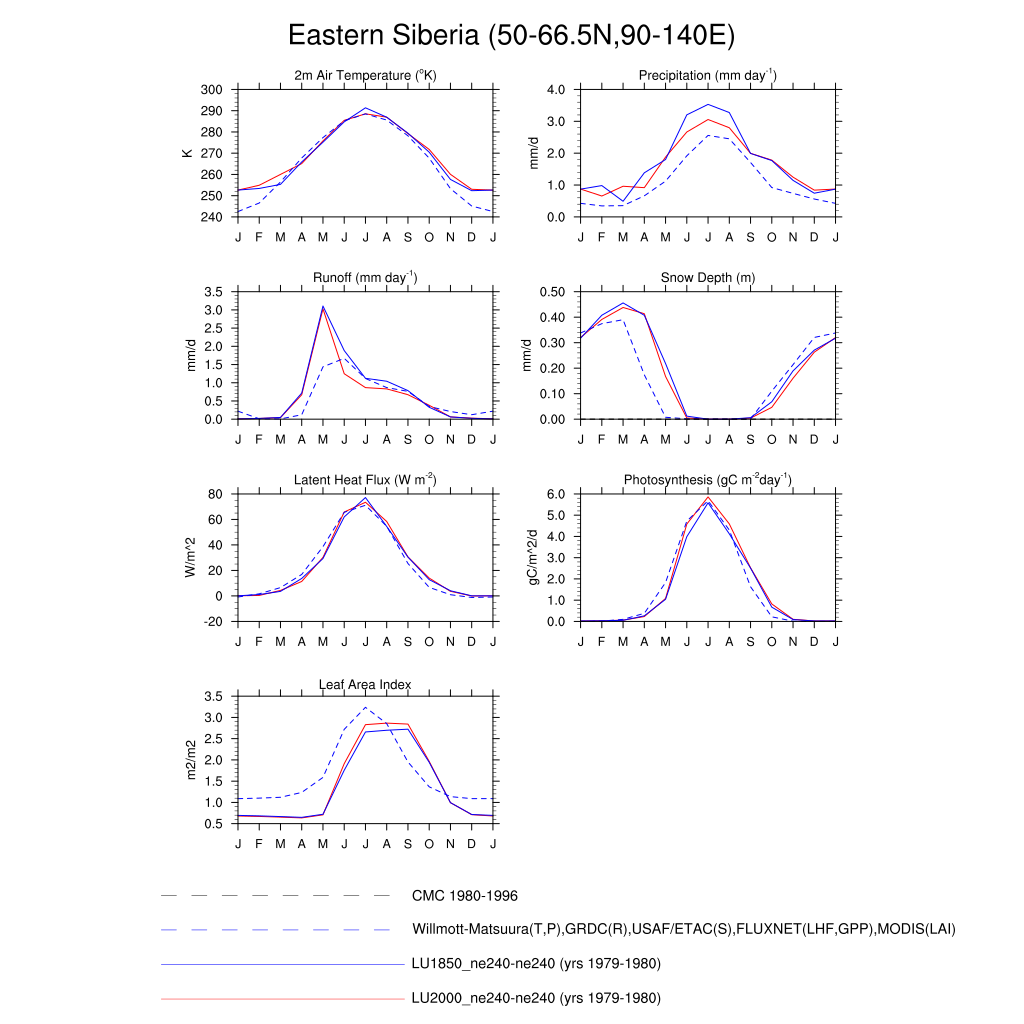 Eastern Siberia (50-66.5N,90-140E)
2m Air Temperature (°K)
300
290
280
270
260
250
240
K
J F M A M J J A S O N D J
Precipitation (mm day⁻¹)
4.0
3.0
2.0
1.0
0.0
mm/d
J F M A M J J A S O N D J
Runoff (mm day⁻¹)
3.5
3.0
2.5
2.0
1.5
1.0
0.5
0.0
mm/d
J F M A M J J A S O N D J
Snow Depth (m)
0.50
0.40
0.30
0.20
0.10
0.00
mm/d
J F M A M J J A S O N D J
Latent Heat Flux (W m⁻²)
80
60
40
20
0
-20
W/m^2
J F M A M J J A S O N D J
Photosynthesis (gC m⁻²day⁻¹)
6.0
5.0
4.0
3.0
2.0
1.0
0.0
gC/m^2/d
J F M A M J J A S O N D J
Leaf Area Index
3.5
3.0
2.5
2.0
1.5
1.0
0.5
m2/m2
J F M A M J J A S O N D J
CMC 1980-1996
Willmott-Matsuura(T,P),GRDC(R),USAF/ETAC(S),FLUXNET(LHF,GPP),MODIS(LAI)
LU1850_ne240-ne240 (yrs 1979-1980)
LU2000_ne240-ne240 (yrs 1979-1980)